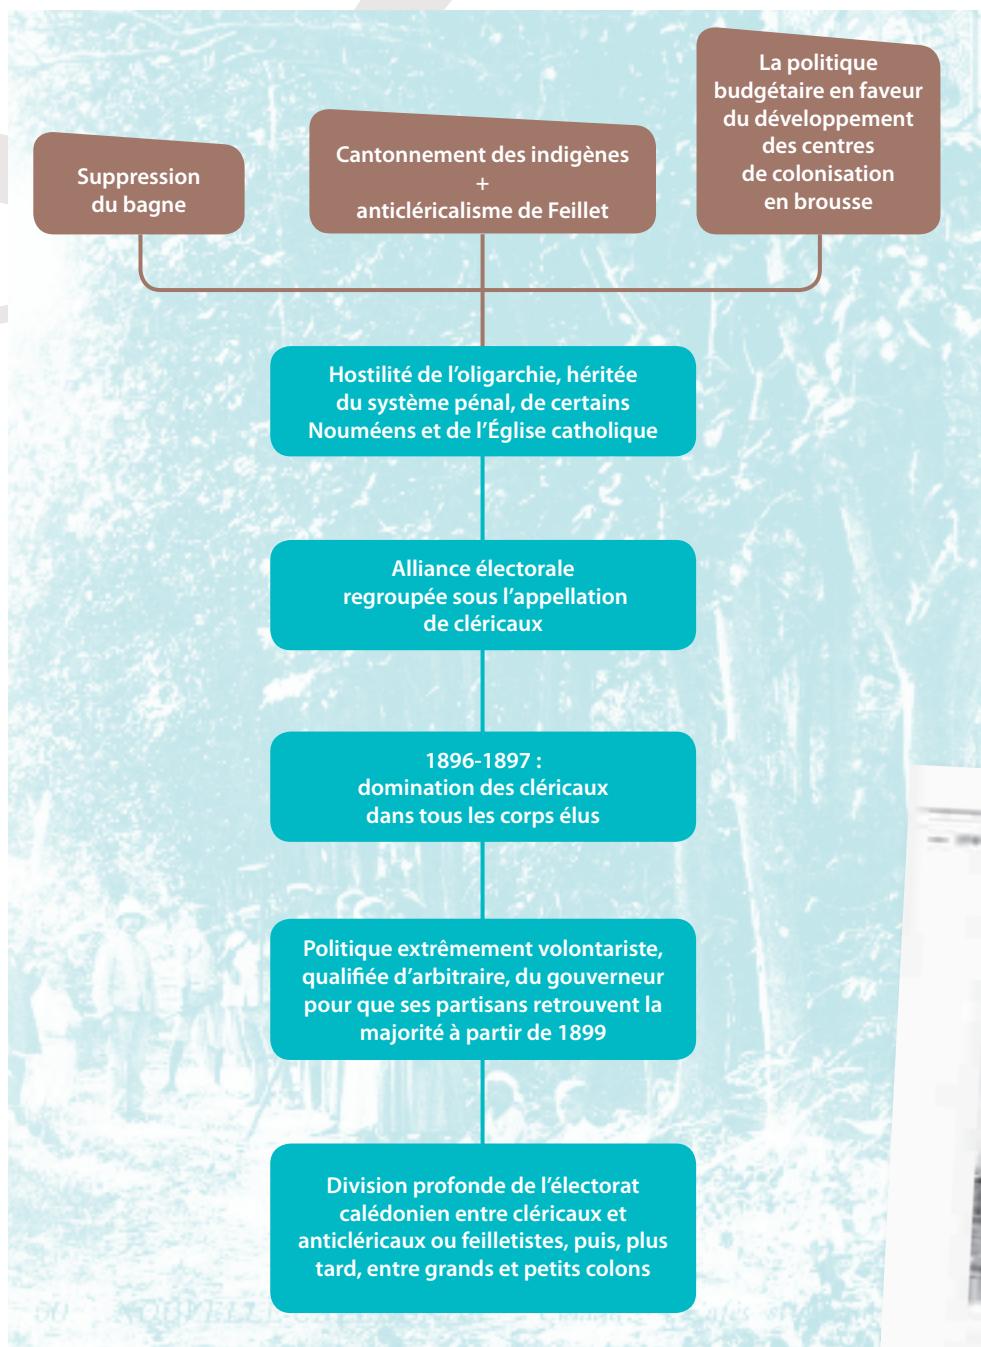 Suppression
du bagne
Cantonnement des indigènes
+
anticléricalisme de Feillet
La politique
budgétaire en faveur
du développement
des centres
de colonisation
en brousse
Hostilité de l’oligarchie, héritée
du système pénal, de certains
Nouméens et de l’Église catholique
Alliance électorale
regroupée sous l’appellation
de cléricaux
1896-1897 :
domination des cléricaux
dans tous les corps élus
Politique extrêmement volontariste,
qualifiée d’arbitraire, du gouverneur
pour que ses partisans retrouvent la
majorité à partir de 1899
Division profonde de l’électorat
calédonien entre cléricaux et
anticléricaux ou feilletistes, puis, plus
tard, entre grands et petits colons